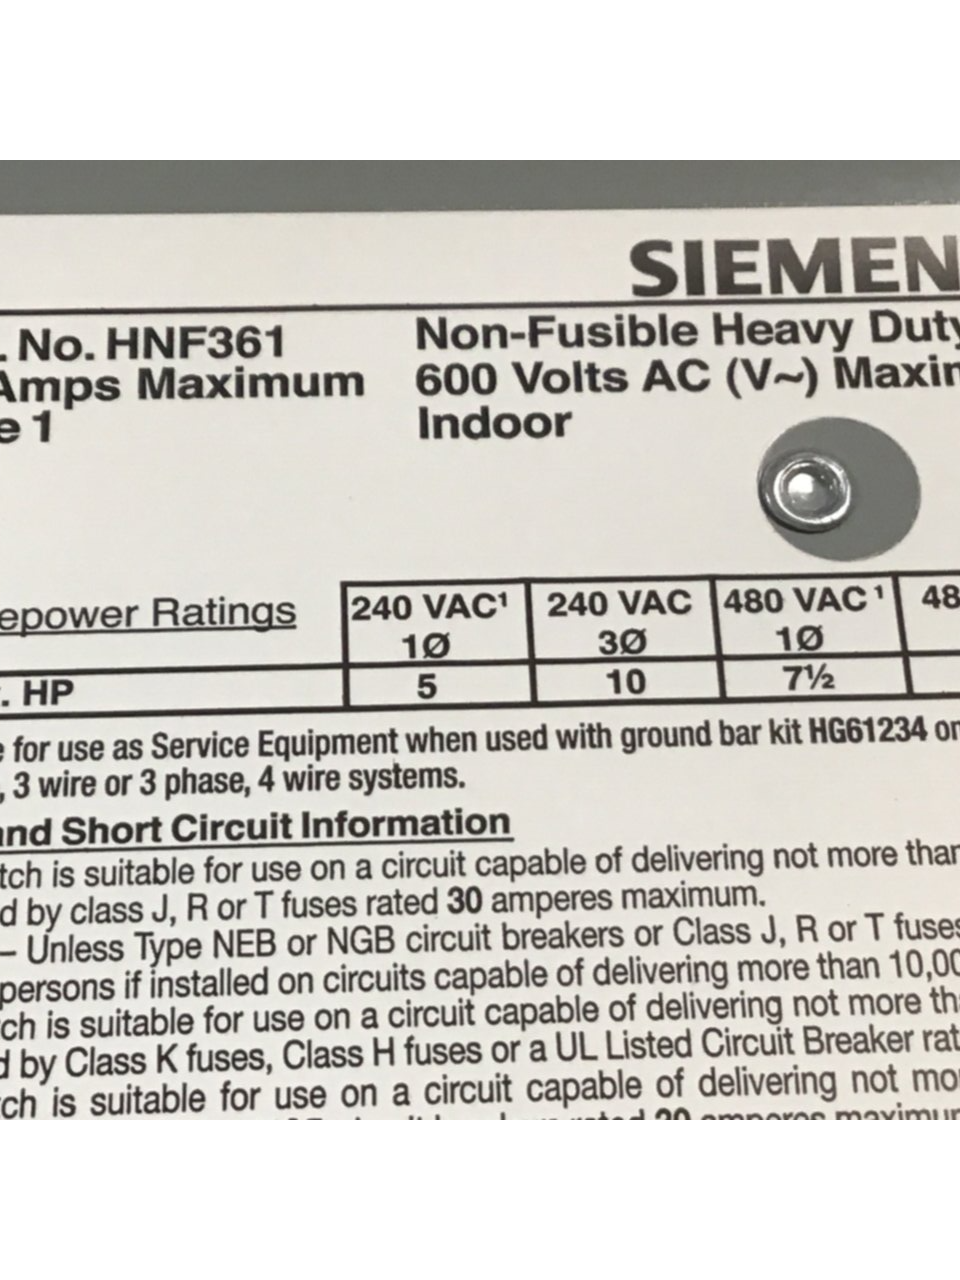 SIEMEN
. No. HNF361
Amps Maximum
e 1
Non-Fusible Heavy Duty
600 Volts AC (V~) Maxin
Indoor
epower Ratings
240 VAC¹ 240 VAC 480 VAC¹ 48
1Ø 3Ø 1Ø
. HP 5 10 7½
e for use as Service Equipment when used with ground bar kit HG61234 on
, 3 wire or 3 phase, 4 wire systems.
and Short Circuit Information
tch is suitable for use on a circuit capable of delivering not more than
d by class J, R or T fuses rated 30 amperes maximum.
– Unless Type NEB or NGB circuit breakers or Class J, R or T fuses
persons if installed on circuits capable of delivering more than 10,00
ch is suitable for use on a circuit capable of delivering not more th
d by Class K fuses, Class H fuses or a UL Listed Circuit Breaker rat
ch is suitable for use on a circuit capable of delivering not mo
amperes maximum